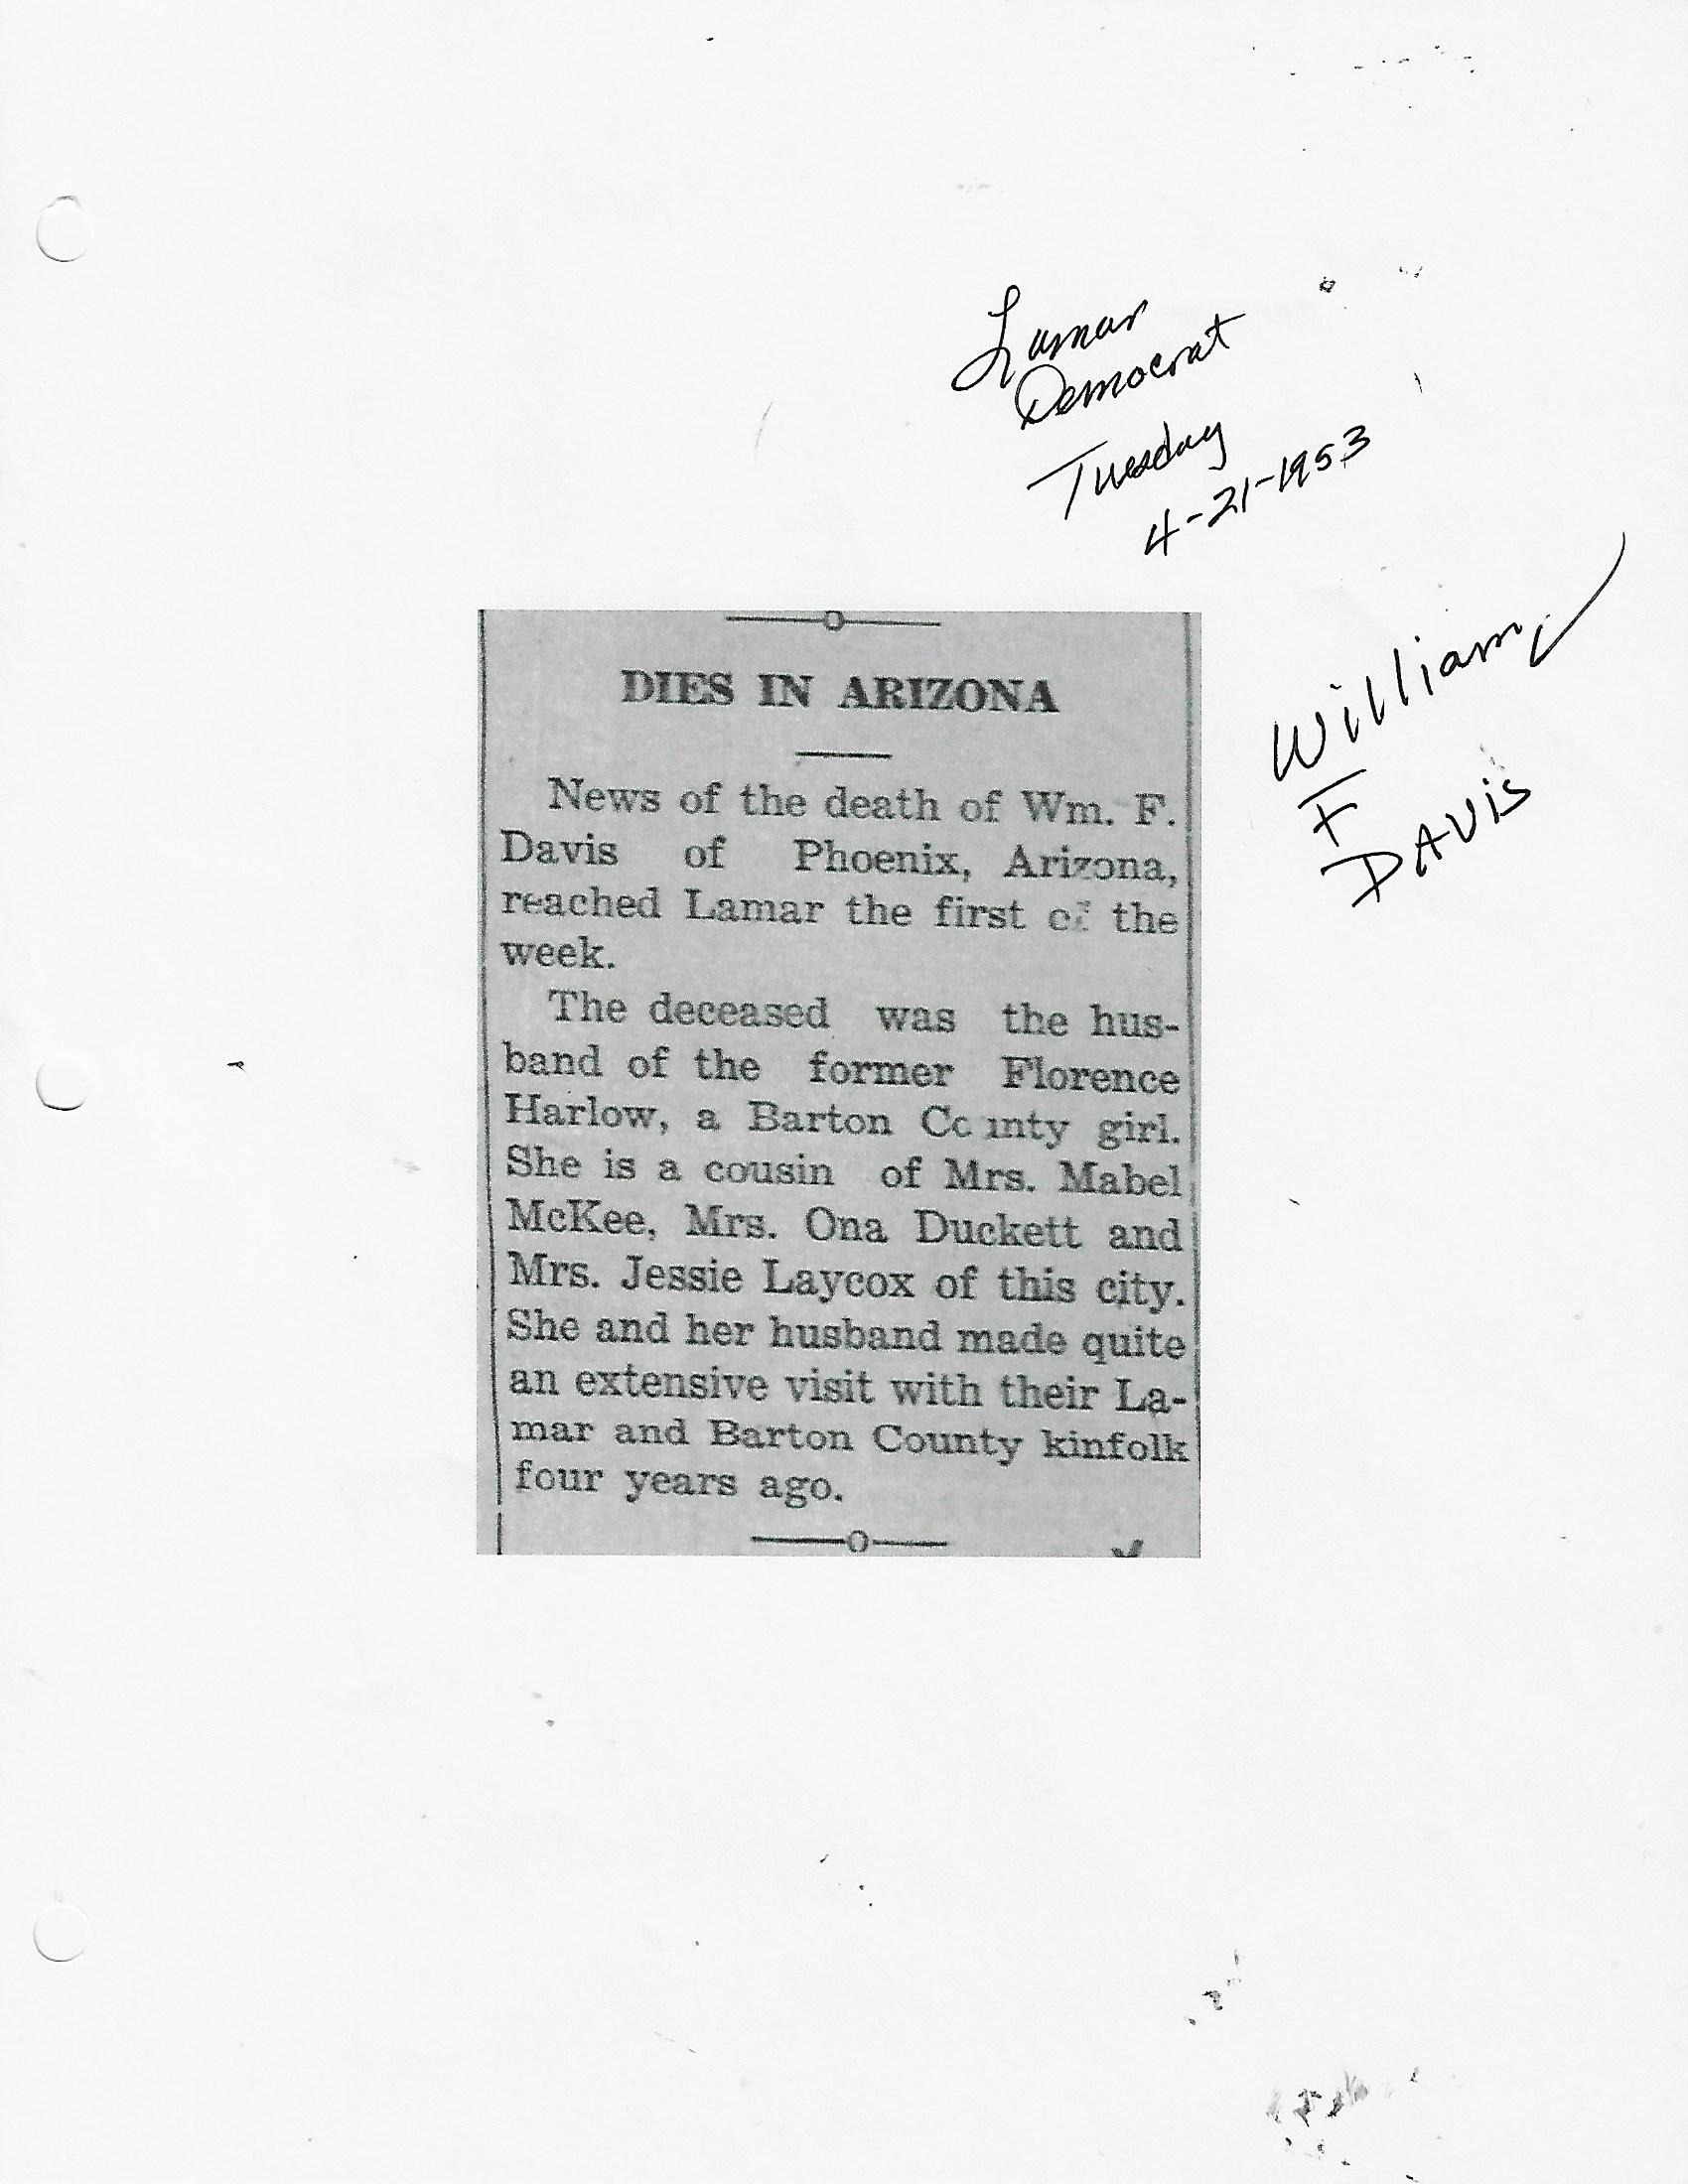 Lamar
Democrat
Tuesday
4-21-1953
William
F
DAVIS
DIES IN ARIZONA
News of the death of Wm. F.
Davis of Phoenix, Arizona,
reached Lamar the first of the
week.
The deceased was the hus-
band of the former Florence
Harlow, a Barton County girl.
She is a cousin of Mrs. Mabel
McKee, Mrs. Ona Duckett and
Mrs. Jessie Laycox of this city.
She and her husband made quite
an extensive visit with their La-
mar and Barton County kinfolk
four years ago.